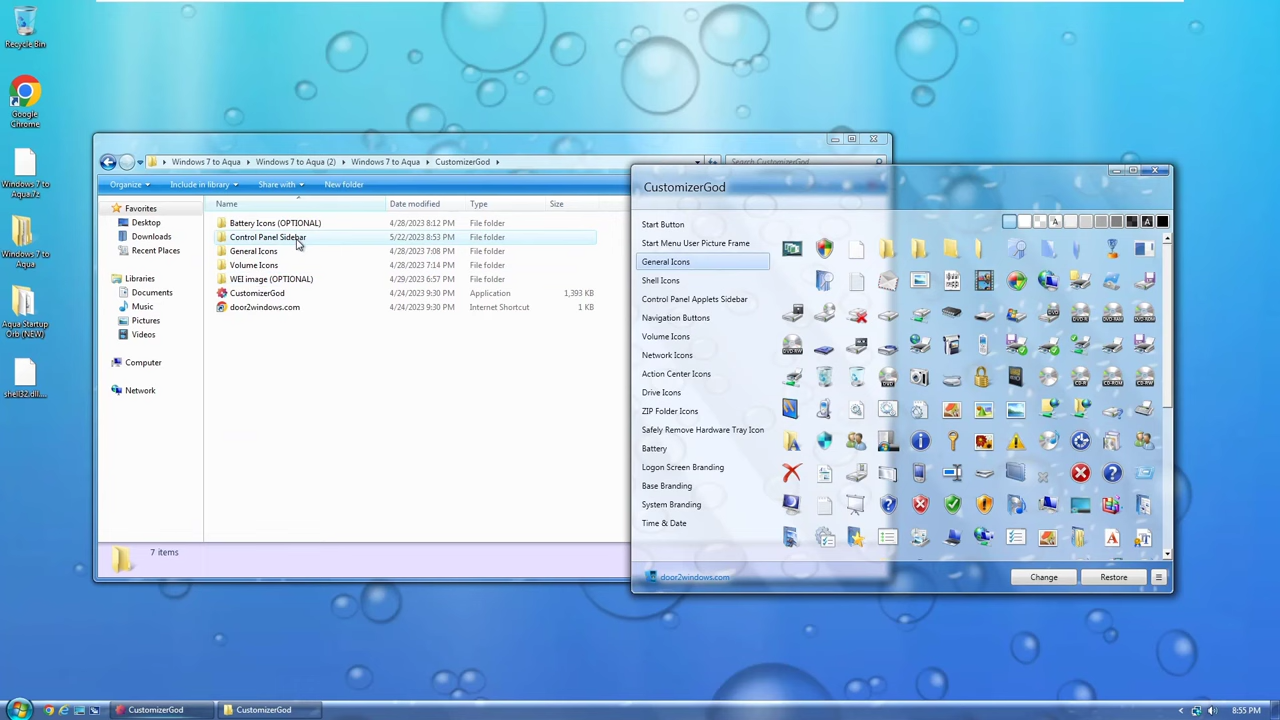 Recycle Bin
Google
Chrome
Windows 7 to
Aqua.7z
Windows 7 to
Aqua
Aqua Startup
Orb (NEW)
shell32.dll....
Windows 7 to Aqua
Windows 7 to Aqua (2)
Windows 7 to Aqua
CustomizerGod
Search CustomizerGod
Organize
Include in library
Share with
New folder
Favorites
Desktop
Downloads
Recent Places
Libraries
Documents
Music
Pictures
Videos
Computer
Network
Name
Date modified
Type
Size
Battery Icons (OPTIONAL)
4/28/2023 8:12 PM
File folder
Control Panel Sidebar
5/22/2023 8:53 PM
File folder
General Icons
4/28/2023 7:08 PM
File folder
Volume Icons
4/28/2023 7:14 PM
File folder
WEI image (OPTIONAL)
4/29/2023 6:57 PM
File folder
CustomizerGod
4/24/2023 9:30 PM
Application
1,393 KB
door2windows.com
4/24/2023 9:30 PM
Internet Shortcut
1 KB
7 items
CustomizerGod
Start Button
Start Menu User Picture Frame
General Icons
Shell Icons
Control Panel Applets Sidebar
Navigation Buttons
Volume Icons
Network Icons
Action Center Icons
Drive Icons
ZIP Folder Icons
Safely Remove Hardware Tray Icon
Battery
Logon Screen Branding
Base Branding
System Branding
Time & Date
door2windows.com
Change
Restore
CustomizerGod
CustomizerGod
8:55 PM